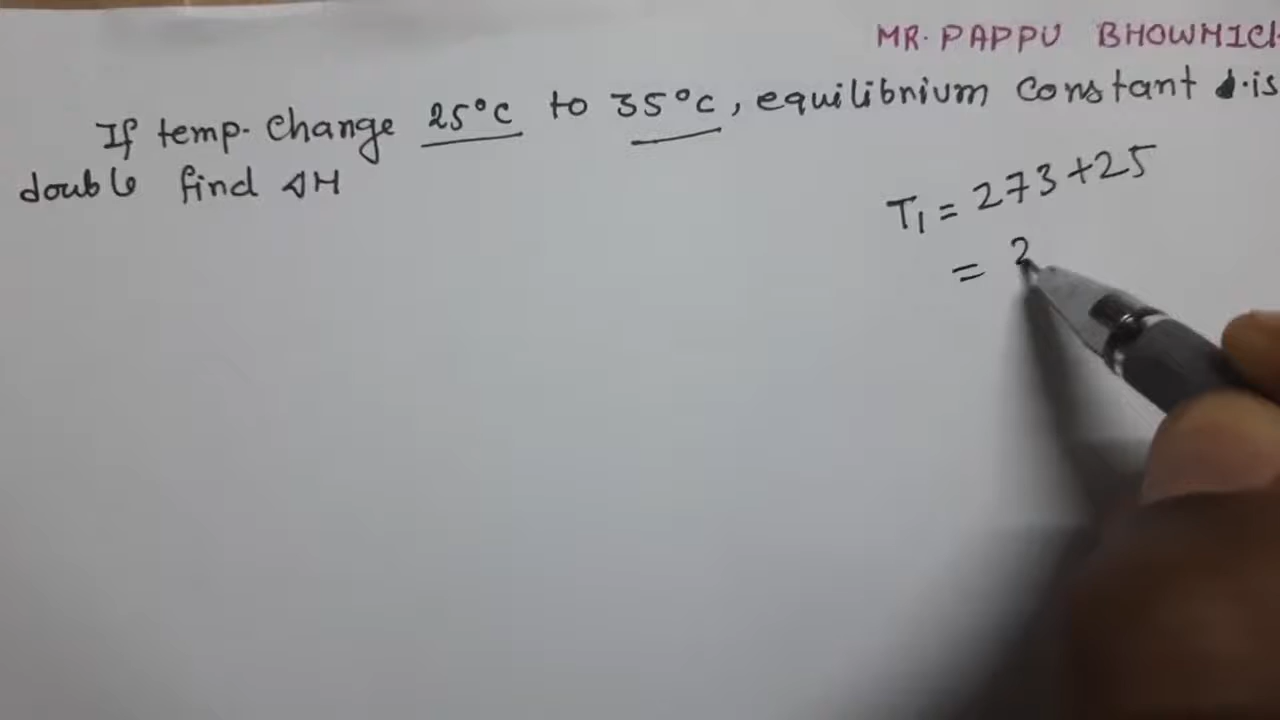 MR. PAPPU BHOWMICK
If temp. change 25°C to 35°C, equilibrium constant is
double find ΔH
T₁ = 273+25
= 2